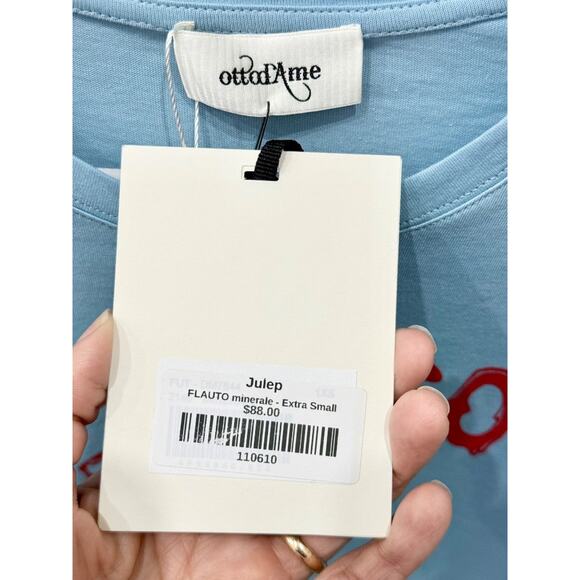 ottod'Ame
Julep
FLAUTO minerale - Extra Small
$88.00
110610